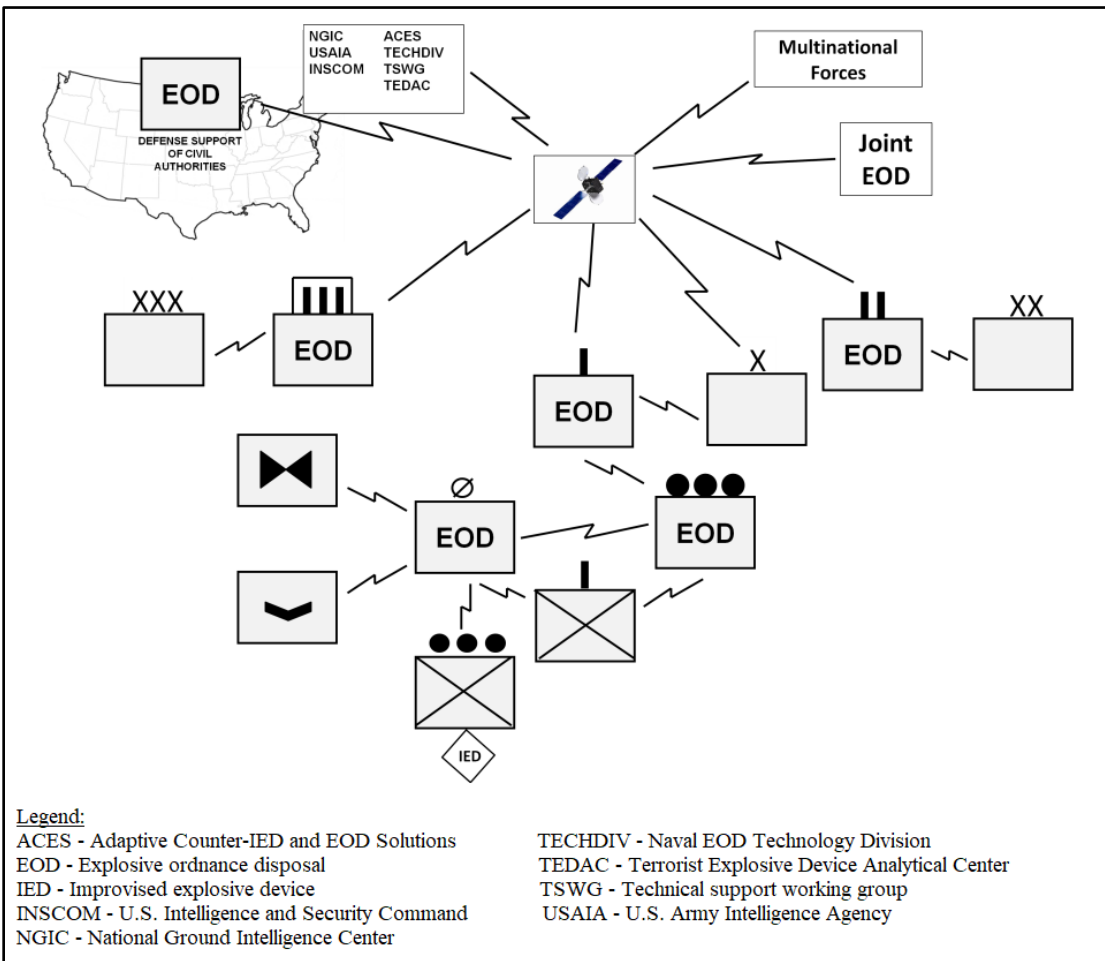 NGIC ACES
USAIA TECHDIV
INSCOM TSWG
TEDAC
Multinational
Forces
EOD
DEFENSE SUPPORT
OF CIVIL
AUTHORITIES
Joint
EOD
XXX
EOD
XX
EOD
X
EOD
EOD
EOD
IED
Legend:
ACES - Adaptive Counter-IED and EOD Solutions
EOD - Explosive ordnance disposal
IED - Improvised explosive device
INSCOM - U.S. Intelligence and Security Command
NGIC - National Ground Intelligence Center
TECHDIV - Naval EOD Technology Division
TEDAC - Terrorist Explosive Device Analytical Center
TSWG - Technical support working group
USAIA - U.S. Army Intelligence Agency